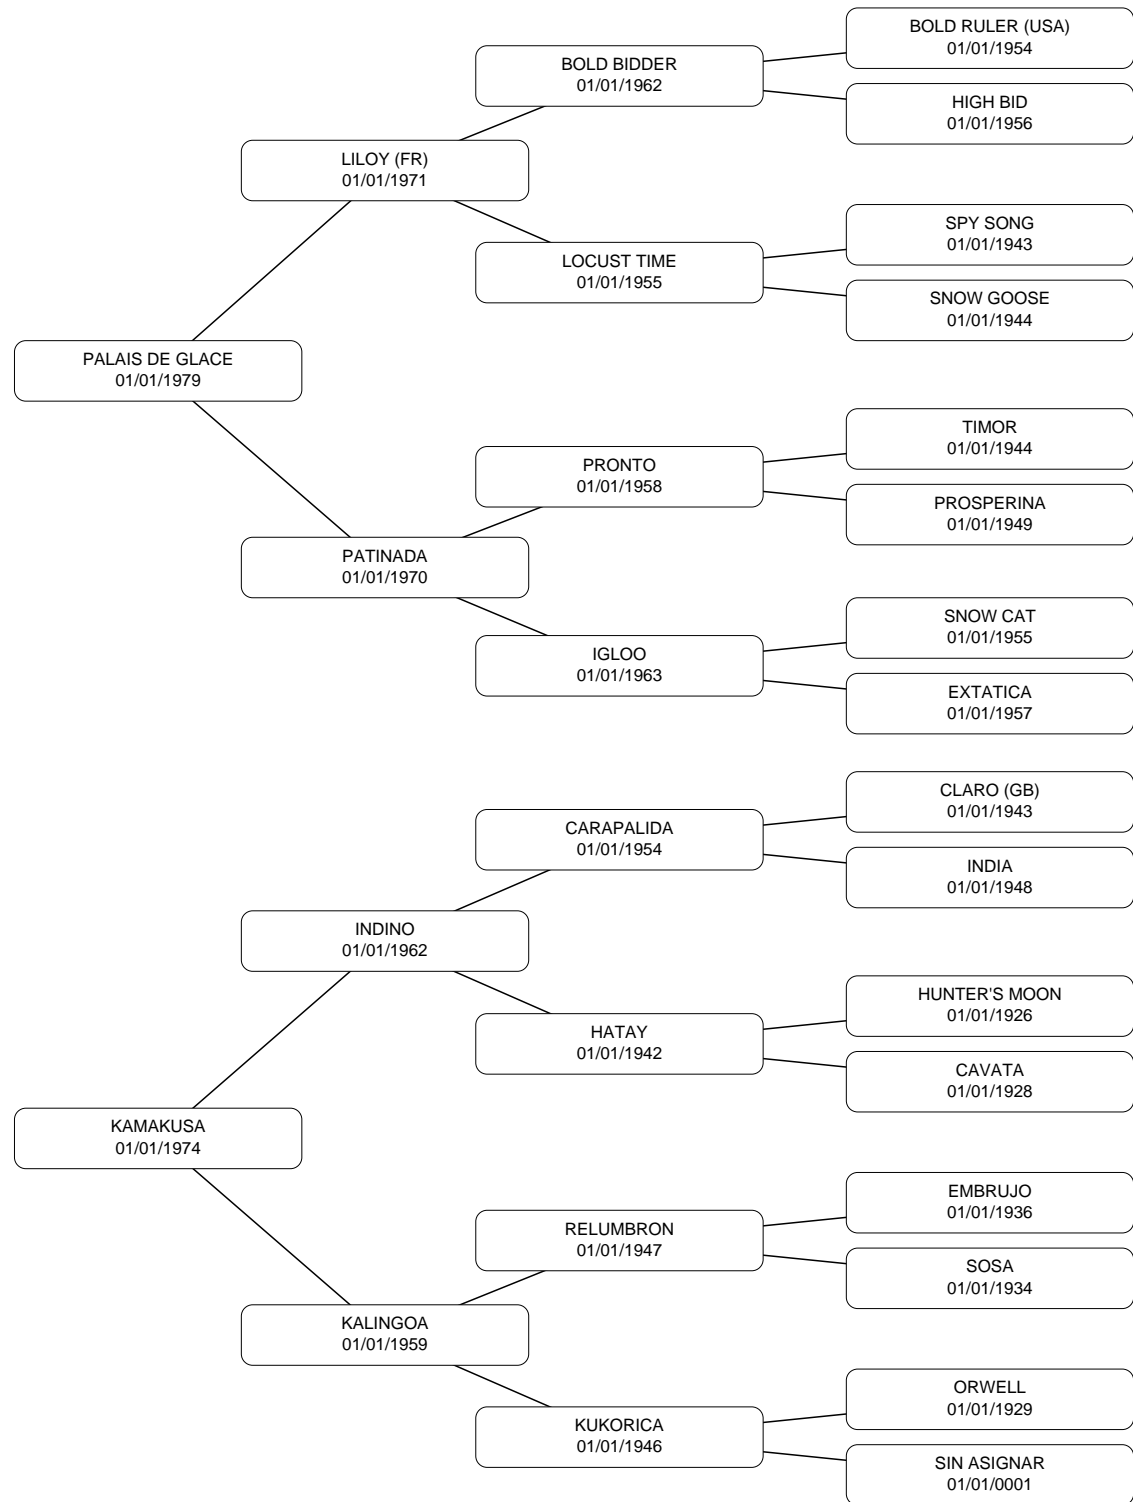 BOLD RULER (USA)
01/01/1954
BOLD BIDDER
01/01/1962
HIGH BID
01/01/1956
LILOY (FR)
01/01/1971
SPY SONG
01/01/1943
LOCUST TIME
01/01/1955
SNOW GOOSE
01/01/1944
PALAIS DE GLACE
01/01/1979
TIMOR
01/01/1944
PRONTO
01/01/1958
PROSPERINA
01/01/1949
PATINADA
01/01/1970
SNOW CAT
01/01/1955
IGLOO
01/01/1963
EXTATICA
01/01/1957
CLARO (GB)
01/01/1943
CARAPALIDA
01/01/1954
INDIA
01/01/1948
INDINO
01/01/1962
HUNTER'S MOON
01/01/1926
HATAY
01/01/1942
CAVATA
01/01/1928
KAMAKUSA
01/01/1974
EMBRUJO
01/01/1936
RELUMBRON
01/01/1947
SOSA
01/01/1934
KALINGOA
01/01/1959
ORWELL
01/01/1929
KUKORICA
01/01/1946
SIN ASIGNAR
01/01/0001